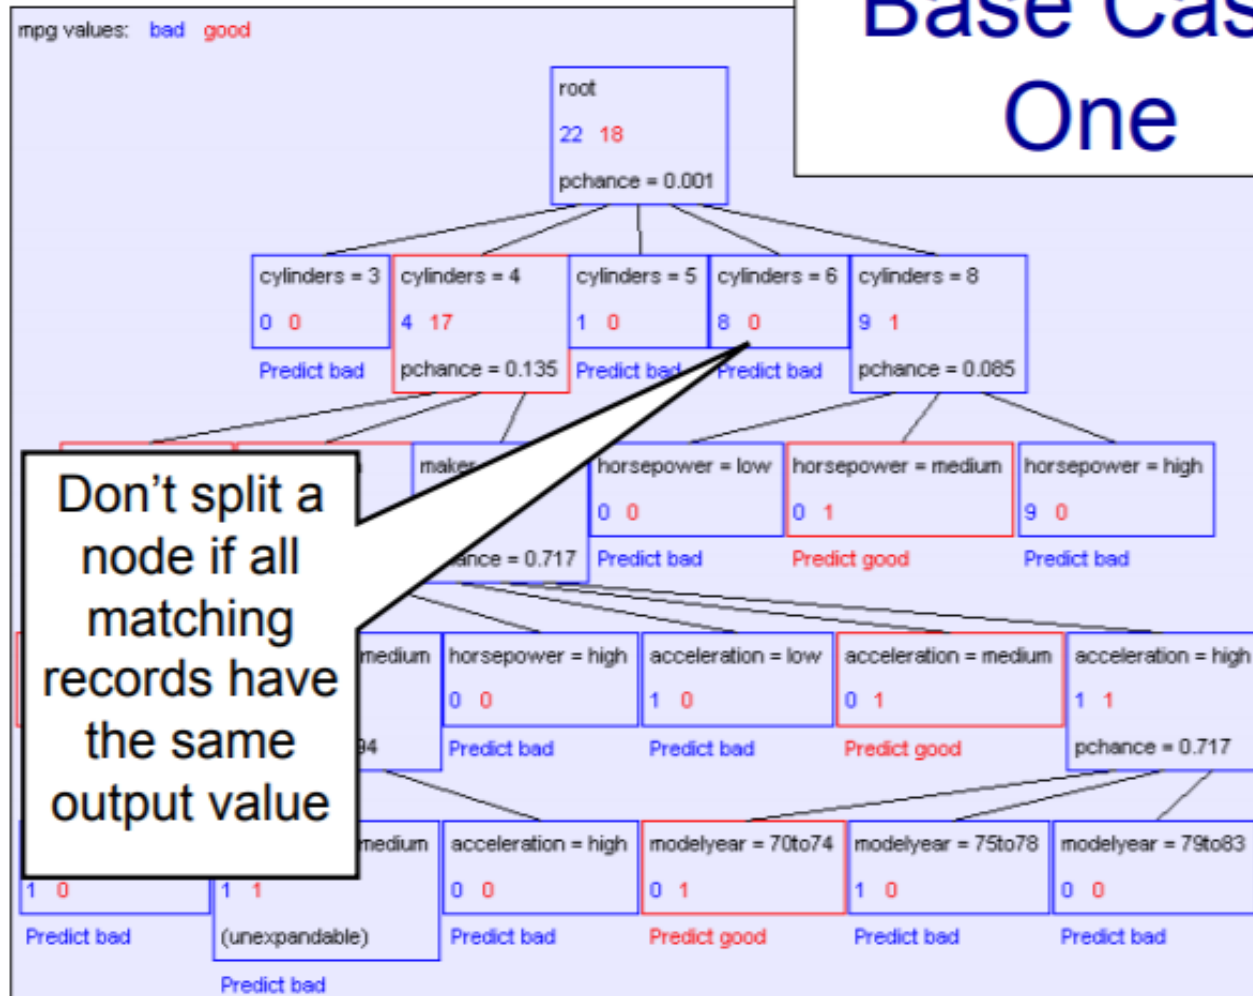 Base Cas
One
mpg values: bad good
root
22 18
pchance = 0.001
cylinders = 3 cylinders = 4 cylinders = 5 cylinders = 6 cylinders = 8
0 0 4 17 1 0 8 0 9 1
Predict bad pchance = 0.135 Predict bad Predict bad pchance = 0.085
maker horsepower = low horsepower = medium horsepower = high
0 0 0 1 9 0
ance = 0.717 Predict bad Predict good Predict bad
Don't split a
node if all
matching
records have
the same
output value
medium horsepower = high acceleration = low acceleration = medium acceleration = high
0 0 1 0 0 1 1 1
94 Predict bad Predict bad Predict good pchance = 0.717
medium acceleration = high modelyear = 70to74 modelyear = 75to78 modelyear = 79to83
1 0 1 1 0 0 0 1 1 0 0 0
Predict bad (unexpandable) Predict bad Predict good Predict bad Predict bad
Predict bad